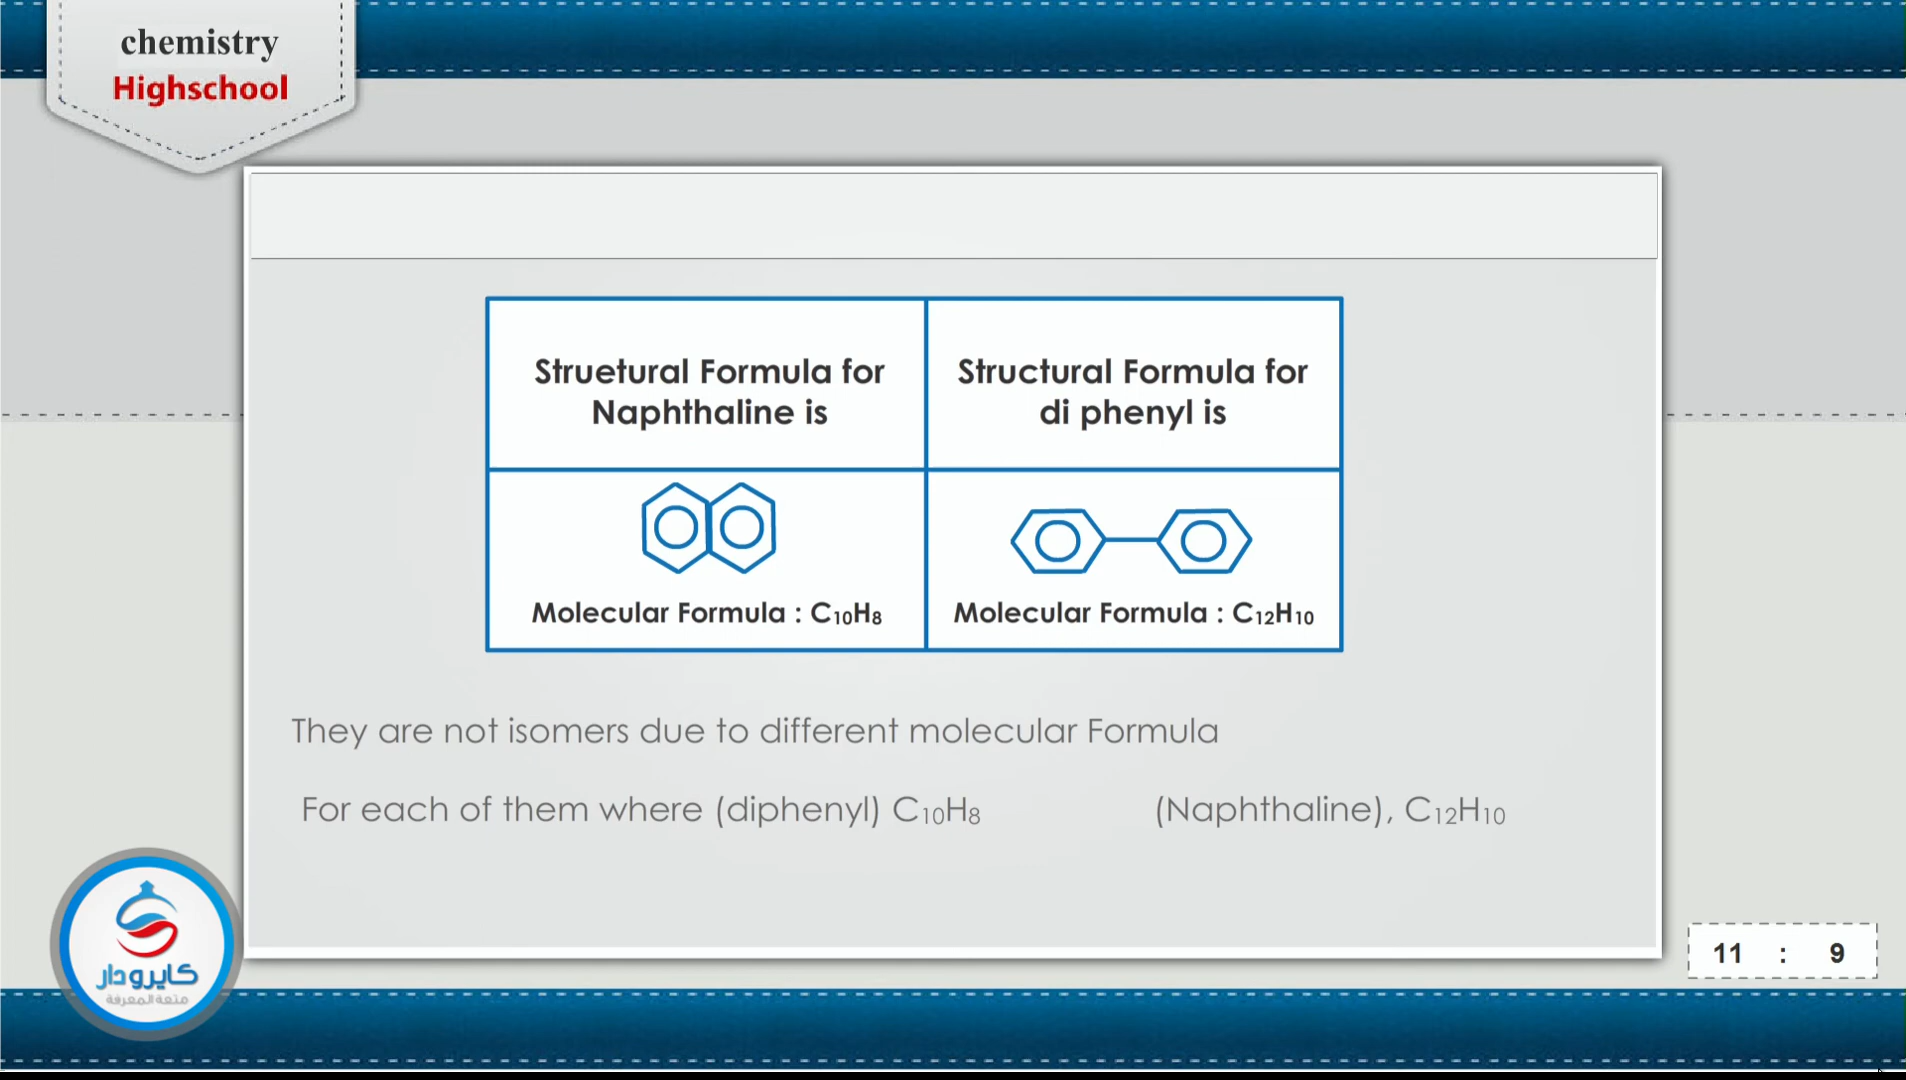 chemistry
Highschool
Struetural Formula for
Naphthaline is
Structural Formula for
di phenyl is
Molecular Formula : C₁₀H₈
Molecular Formula : C₁₂H₁₀
They are not isomers due to different molecular Formula
For each of them where (diphenyl) C₁₀H₈ (Naphthaline), C₁₂H₁₀
كايرودار
متعة المعرفة
11 : 9